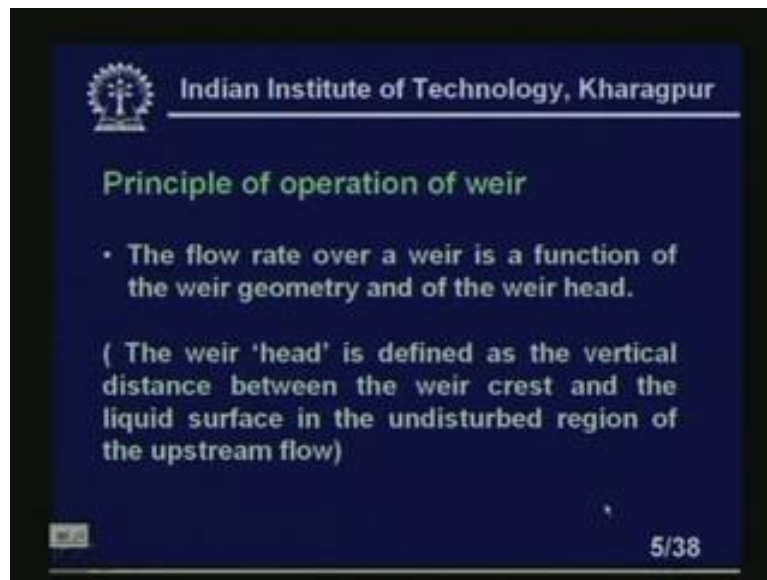 Indian Institute of Technology, Kharagpur
Principle of operation of weir
• The flow rate over a weir is a function of
the weir geometry and of the weir head.
( The weir ‘head’ is defined as the vertical
distance between the weir crest and the
liquid surface in the undisturbed region of
the upstream flow)
5/38